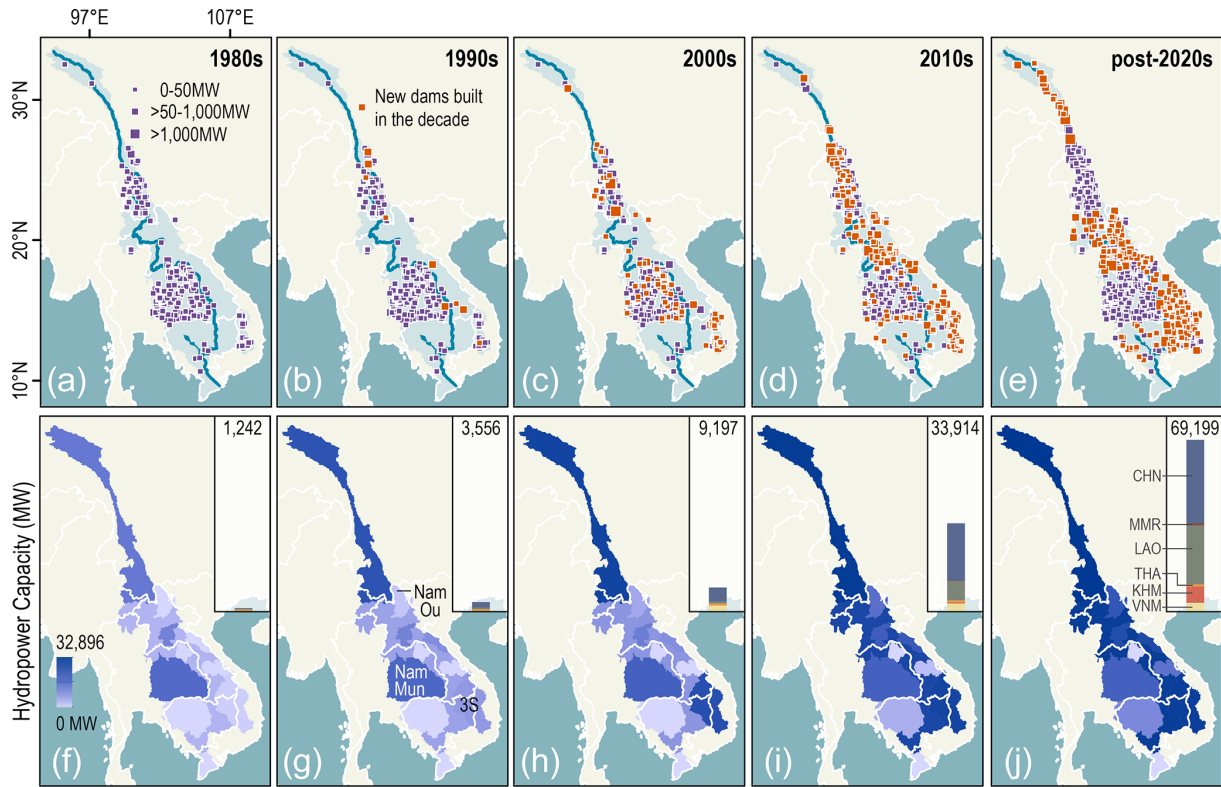 97°E 107°E
1980s
1990s
2000s
2010s
post-2020s
0-50MW
>50-1,000MW
>1,000MW
New dams built
in the decade
30°N
20°N
10°N
(a)
(b)
(c)
(d)
(e)
1,242
3,556
9,197
33,914
69,199
CHN
MMR
LAO
THA
KHM
VNM
Nam
Ou
Nam
Mun
3S
Hydropower Capacity (MW)
32,896
0 MW
(f)
(g)
(h)
(i)
(j)